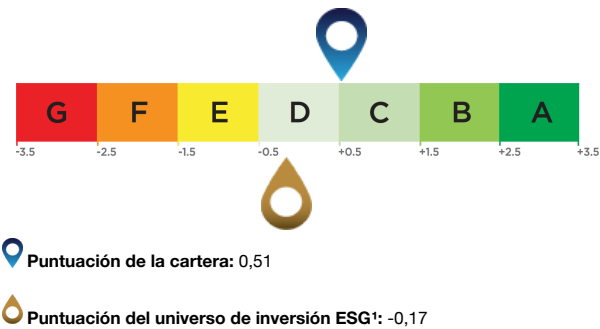 G F E D C B A
-3.5 -2.5 -1.5 -0.5 +0.5 +1.5 +2.5 +3.5
Puntuación de la cartera: 0,51
Puntuación del universo de inversión ESG¹: -0,17